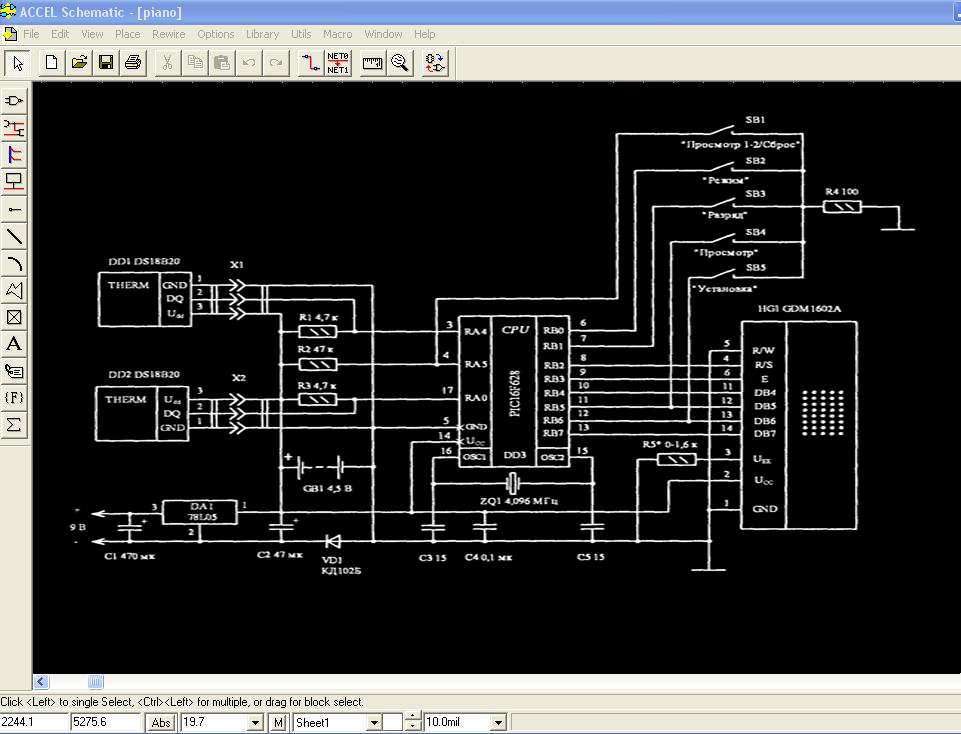 ACCEL Schematic - [piano]
File Edit View Place Rewire Options Library Utils Macro Window Help
NET0
NET1
A
{F}
Σ
SB1
"Просмотр 1-2/Сброс"
SB2
"Режим"
SB3
"Разряд"
R4 100
SB4
"Просмотр"
SB5
"Установка"
DD1 DS18B20
X1
THERM
GND 1
DQ 2
Udd 3
R1 4,7 к
R2 47 к
DD2 DS18B20
X2
R3 4,7 к
THERM
Udd 3
DQ 2
GND 1
CPU
PIC16F628
DD3
3 RA4
4 RA5
17 RA0
5 GND
14 UCC
16 OSC1
RB0 6
RB1 7
RB2 8
RB3 9
RB4 10
RB5 11
RB6 12
RB7 13
OSC2 15
HG1 GDM1602A
5 R/W
4 R/S
6 E
11 DB4
12 DB5
13 DB6
14 DB7
3 UEE
2 UCC
1 GND
R5* 0-1,6 к
+
GB1 4,5 В
ZQ1 4,096 МГц
3 DA1 1
78L05
2
+
9 В
-
+
+
C1 470 мк
C2 47 мк
VD1
КД102Б
C3 15
C4 0,1 мк
C5 15
Click <Left> to single Select, <Ctrl><Left> for multiple, or drag for block select.
2244.1 5275.6 Abs 19.7 M Sheet1 10.0mil